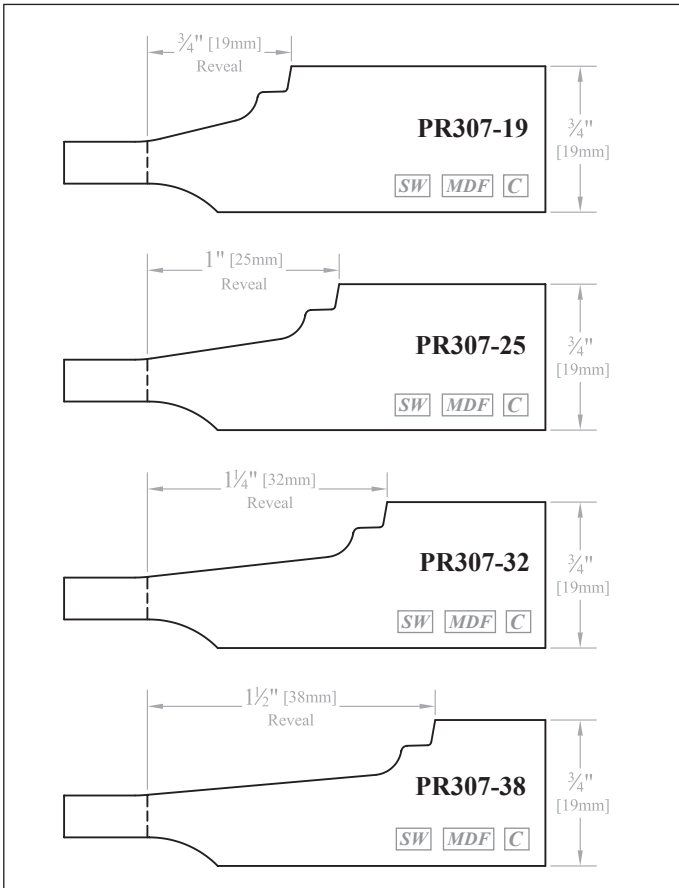 ¾" [19mm]
Reveal
PR307-19
¾"
[19mm]
SW MDF C
1" [25mm]
Reveal
PR307-25
¾"
[19mm]
SW MDF C
1¼" [32mm]
Reveal
PR307-32
¾"
[19mm]
SW MDF C
1½" [38mm]
Reveal
PR307-38
¾"
[19mm]
SW MDF C